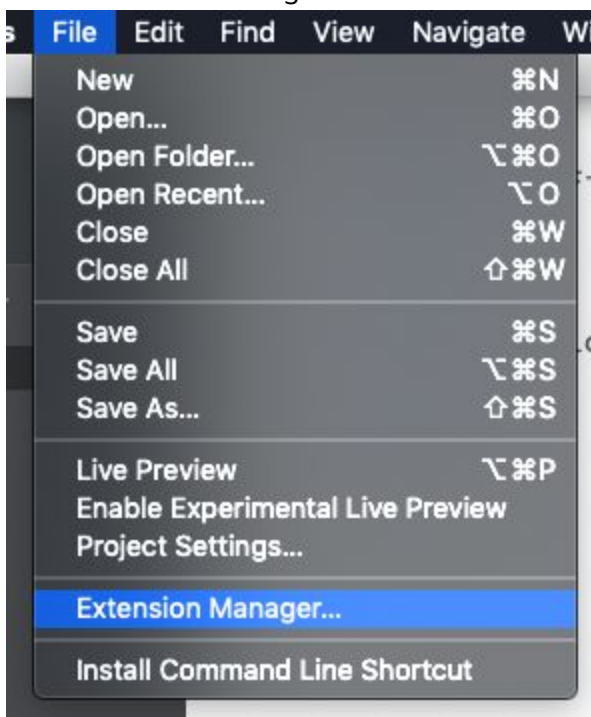 s File Edit Find View Navigate Wi
New ⌘N
Open... ⌘O
Open Folder... ⌥⌘O
Open Recent... ⌥O
Close ⌘W
Close All ⇧⌘W
Save ⌘S
Save All ⌥⌘S
Save As... ⇧⌘S
Live Preview ⌥⌘P
Enable Experimental Live Preview
Project Settings...
Extension Manager...
Install Command Line Shortcut